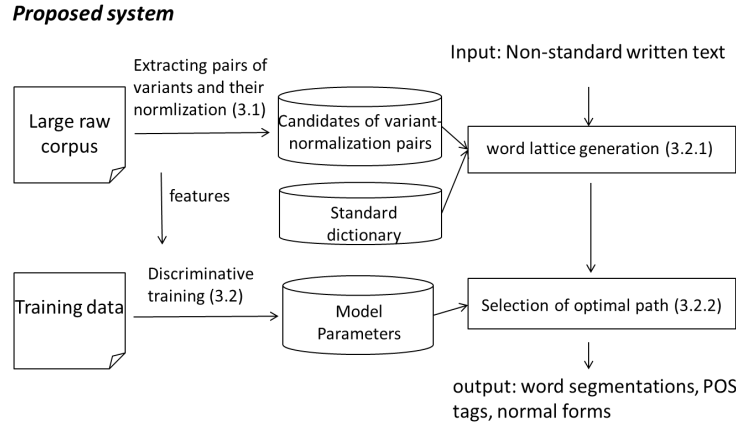 Proposed system
Input: Non-standard written text
Extracting pairs of
variants and their
normlization (3.1)
Large raw
corpus
Candidates of variant-
normalization pairs
word lattice generation (3.2.1)
features
Standard
dictionary
Discriminative
training (3.2)
Training data
Model
Parameters
Selection of optimal path (3.2.2)
output: word segmentations, POS
tags, normal forms